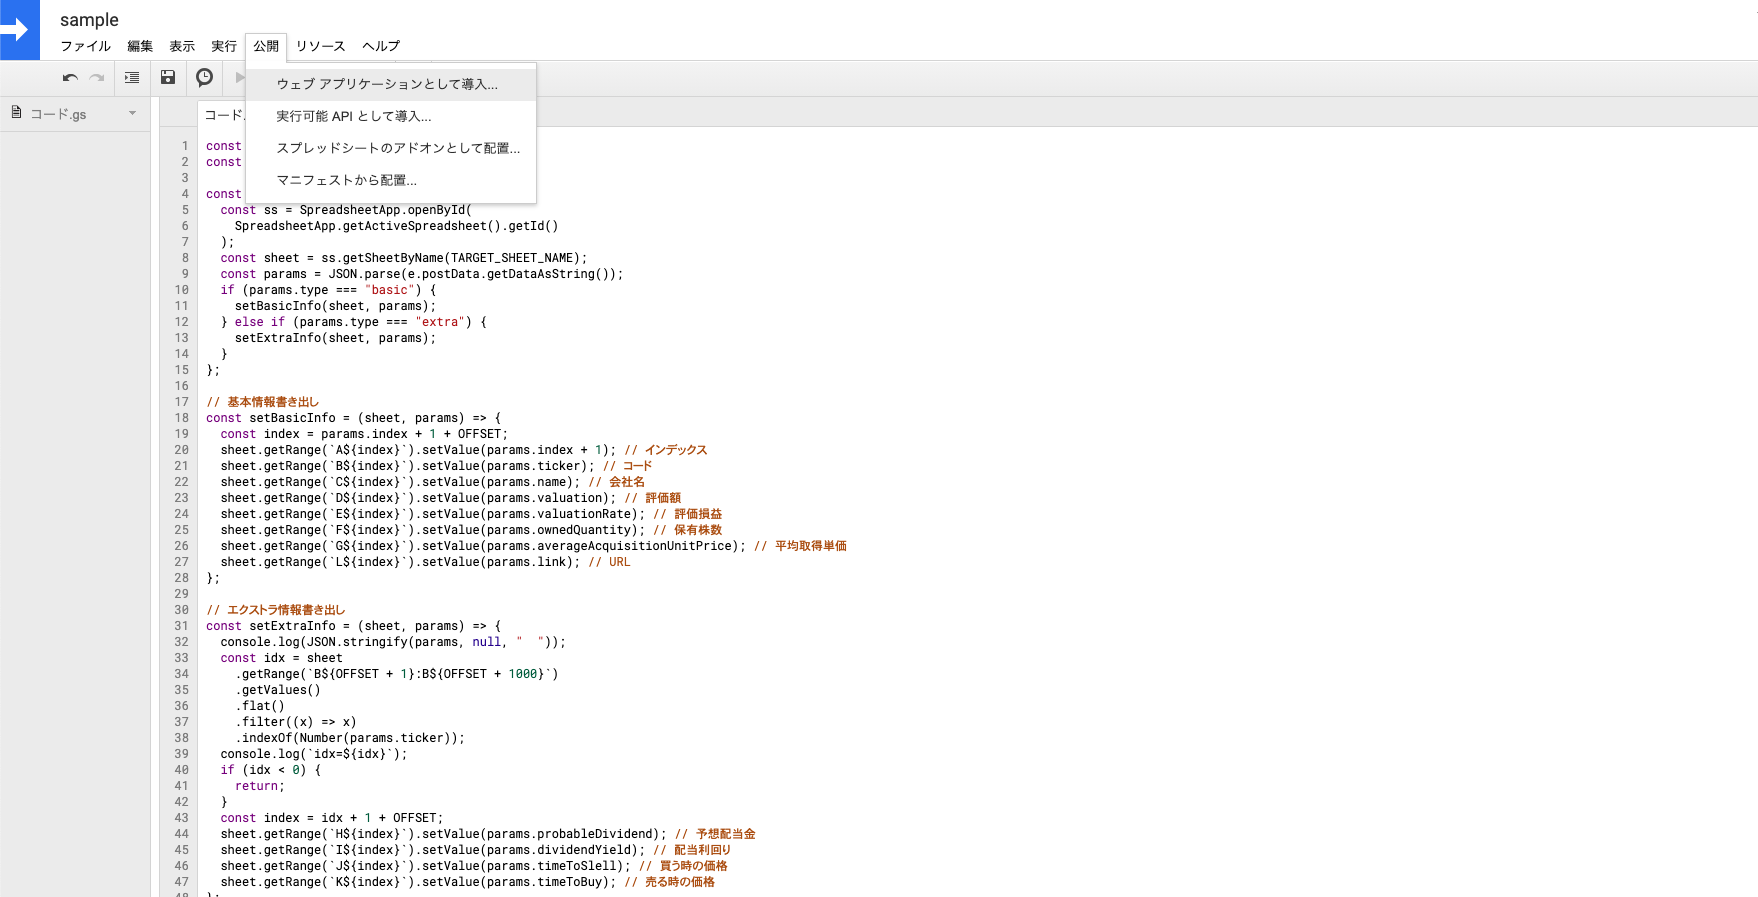 sample
ファイル 編集 表示 実行 公開 リソース ヘルプ
ウェブ アプリケーションとして導入...
実行可能 API として導入...
スプレッドシートのアドオンとして配置...
マニフェストから配置...
コード.gs
コード.
1 const
2 const
3
4 const
5   const ss = SpreadsheetApp.openById(
6     SpreadsheetApp.getActiveSpreadsheet().getId()
7   );
8   const sheet = ss.getSheetByName(TARGET_SHEET_NAME);
9   const params = JSON.parse(e.postData.getDataAsString());
10   if (params.type === "basic") {
11     setBasicInfo(sheet, params);
12   } else if (params.type === "extra") {
13     setExtraInfo(sheet, params);
14   }
15 };
16
17 // 基本情報書き出し
18 const setBasicInfo = (sheet, params) => {
19   const index = params.index + 1 + OFFSET;
20   sheet.getRange(`A${index}`).setValue(params.index + 1); // インデックス
21   sheet.getRange(`B${index}`).setValue(params.ticker); // コード
22   sheet.getRange(`C${index}`).setValue(params.name); // 会社名
23   sheet.getRange(`D${index}`).setValue(params.valuation); // 評価額
24   sheet.getRange(`E${index}`).setValue(params.valuationRate); // 評価損益
25   sheet.getRange(`F${index}`).setValue(params.ownedQuantity); // 保有株数
26   sheet.getRange(`G${index}`).setValue(params.averageAcquisitionUnitPrice); // 平均取得単価
27   sheet.getRange(`L${index}`).setValue(params.link); // URL
28 };
29
30 // エクストラ情報書き出し
31 const setExtraInfo = (sheet, params) => {
32   console.log(JSON.stringify(params, null, "  "));
33   const idx = sheet
34     .getRange(`B${OFFSET + 1}:B${OFFSET + 1000}`)
35     .getValues()
36     .flat()
37     .filter((x) => x)
38     .indexOf(Number(params.ticker));
39   console.log(`idx=${idx}`);
40   if (idx < 0) {
41     return;
42   }
43   const index = idx + 1 + OFFSET;
44   sheet.getRange(`H${index}`).setValue(params.probableDividend); // 予想配当金
45   sheet.getRange(`I${index}`).setValue(params.dividendYield); // 配当利回り
46   sheet.getRange(`J${index}`).setValue(params.timeToSlell); // 買う時の価格
47   sheet.getRange(`K${index}`).setValue(params.timeToBuy); // 売る時の価格